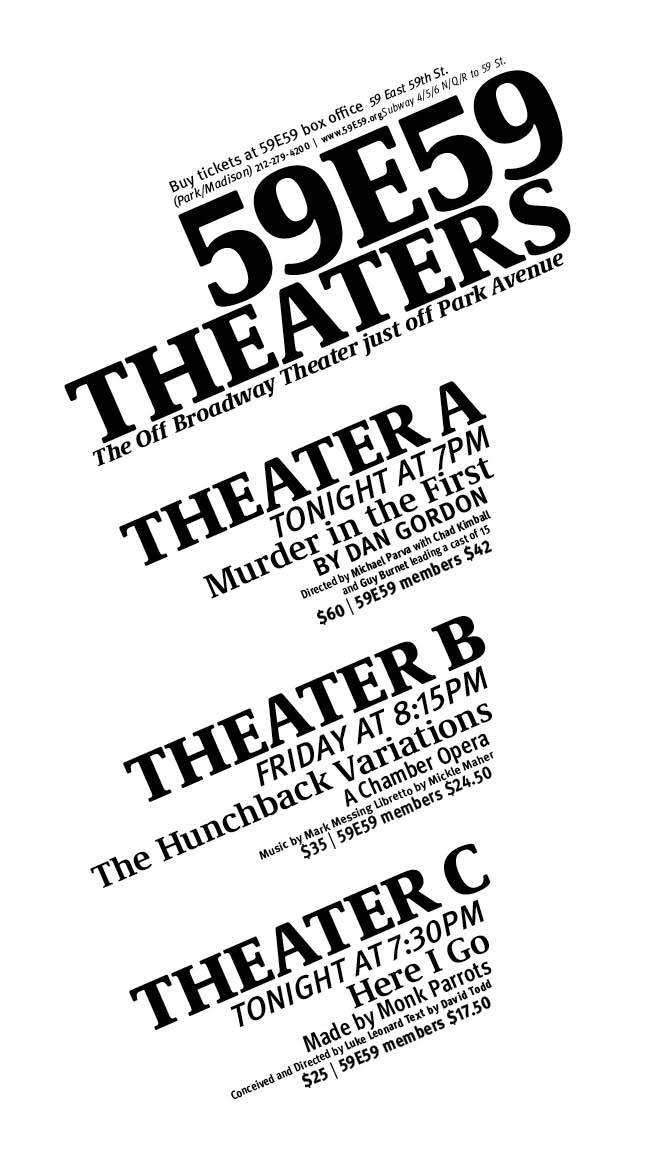 Buy tickets at 59E59 box office 59 East 59th St.
(Park/Madison) 212-279-4200 | www.59E59.org Subway 4/5/6 N/Q/R to 59 St.
59E59
THEATERS
The Off Broadway Theater just off Park Avenue
THEATER A
TONIGHT AT 7PM
Murder in the First
BY DAN GORDON
Directed by Michael Parva with Chad Kimball
and Guy Burnet leading a cast of 15
$60 | 59E59 members $42
THEATER B
FRIDAY AT 8:15PM
The Hunchback Variations
A Chamber Opera
Music by Mark Messing Libretto by Mickle Maher
$35 | 59E59 members $24.50
THEATER C
TONIGHT AT 7:30PM
Here I Go
Made by Monk Parrots
Conceived and Directed by Luke Leonard Text by David Todd
$25 | 59E59 members $17.50